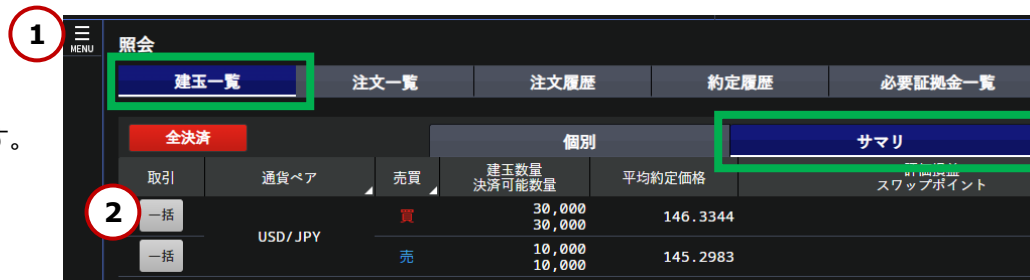 1
MENU
照会
建玉一覧 注文一覧 注文履歴 約定履歴 必要証拠金一覧
す。
全決済 個別 サマリ
取引 通貨ペア 売買 建玉数量 平均約定価格
決済可能数量 スワップポイント
2 一括 USD/JPY 買 30,000 146.3344
30,000
一括 売 10,000 145.2983
10,000